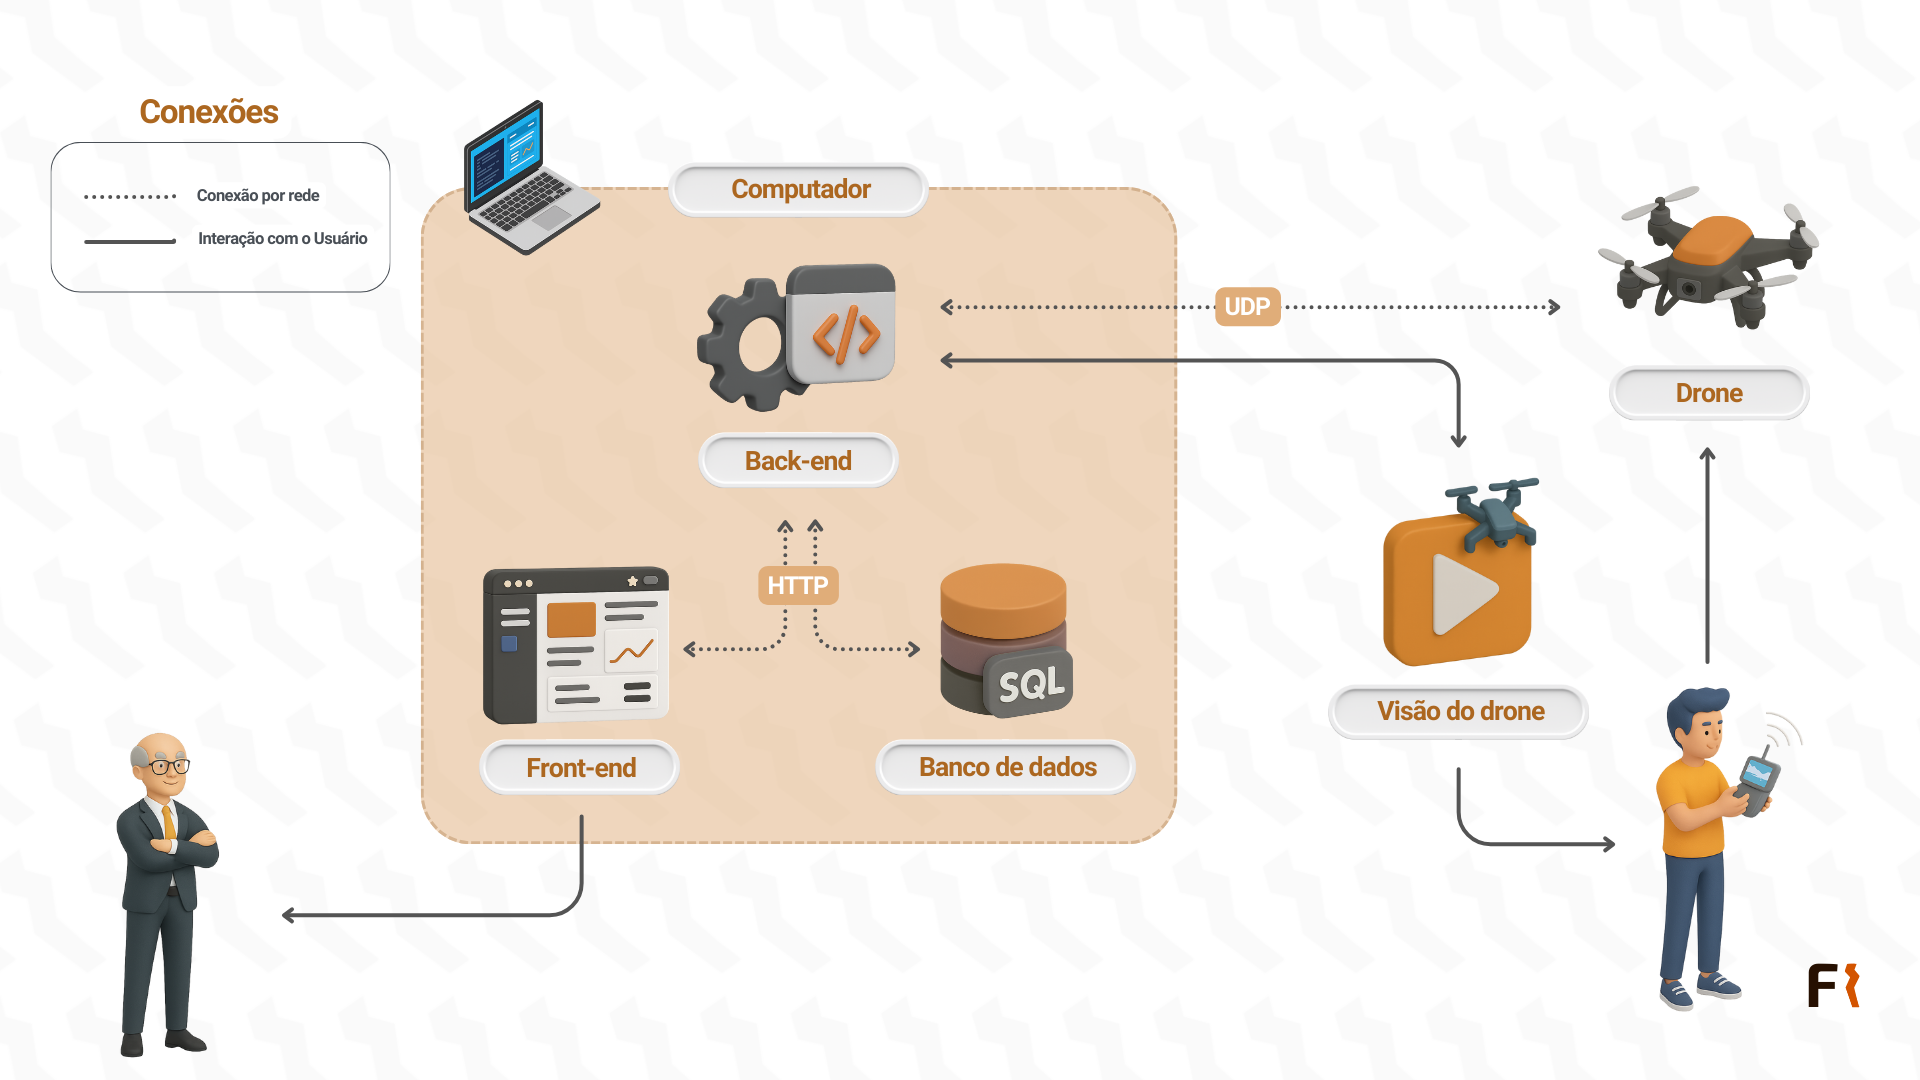 Conexões
Conexão por rede
Interação com o Usuário
Computador
UDP
Drone
Back-end
HTTP
SQL
Visão do drone
Front-end
Banco de dados
F